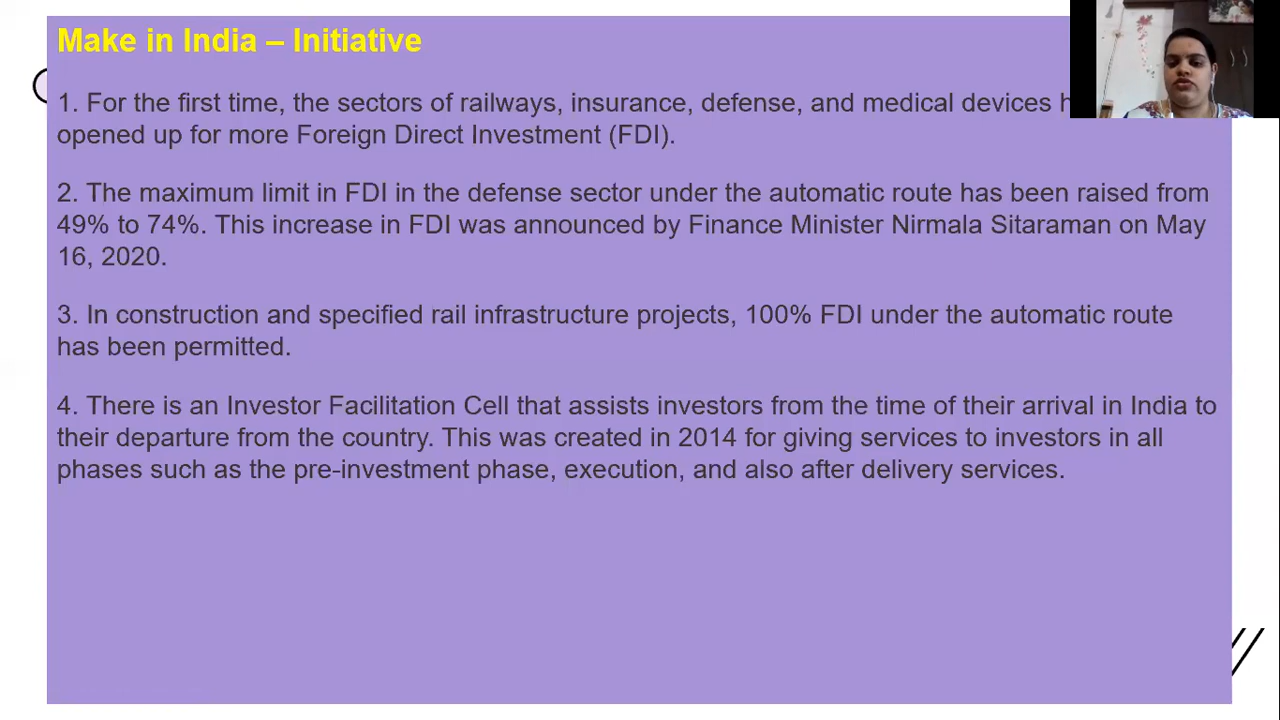 Make in India – Initiative
1. For the first time, the sectors of railways, insurance, defense, and medical devices
opened up for more Foreign Direct Investment (FDI).
2. The maximum limit in FDI in the defense sector under the automatic route has been raised from
49% to 74%. This increase in FDI was announced by Finance Minister Nirmala Sitaraman on May
16, 2020.
3. In construction and specified rail infrastructure projects, 100% FDI under the automatic route
has been permitted.
4. There is an Investor Facilitation Cell that assists investors from the time of their arrival in India to
their departure from the country. This was created in 2014 for giving services to investors in all
phases such as the pre-investment phase, execution, and also after delivery services.